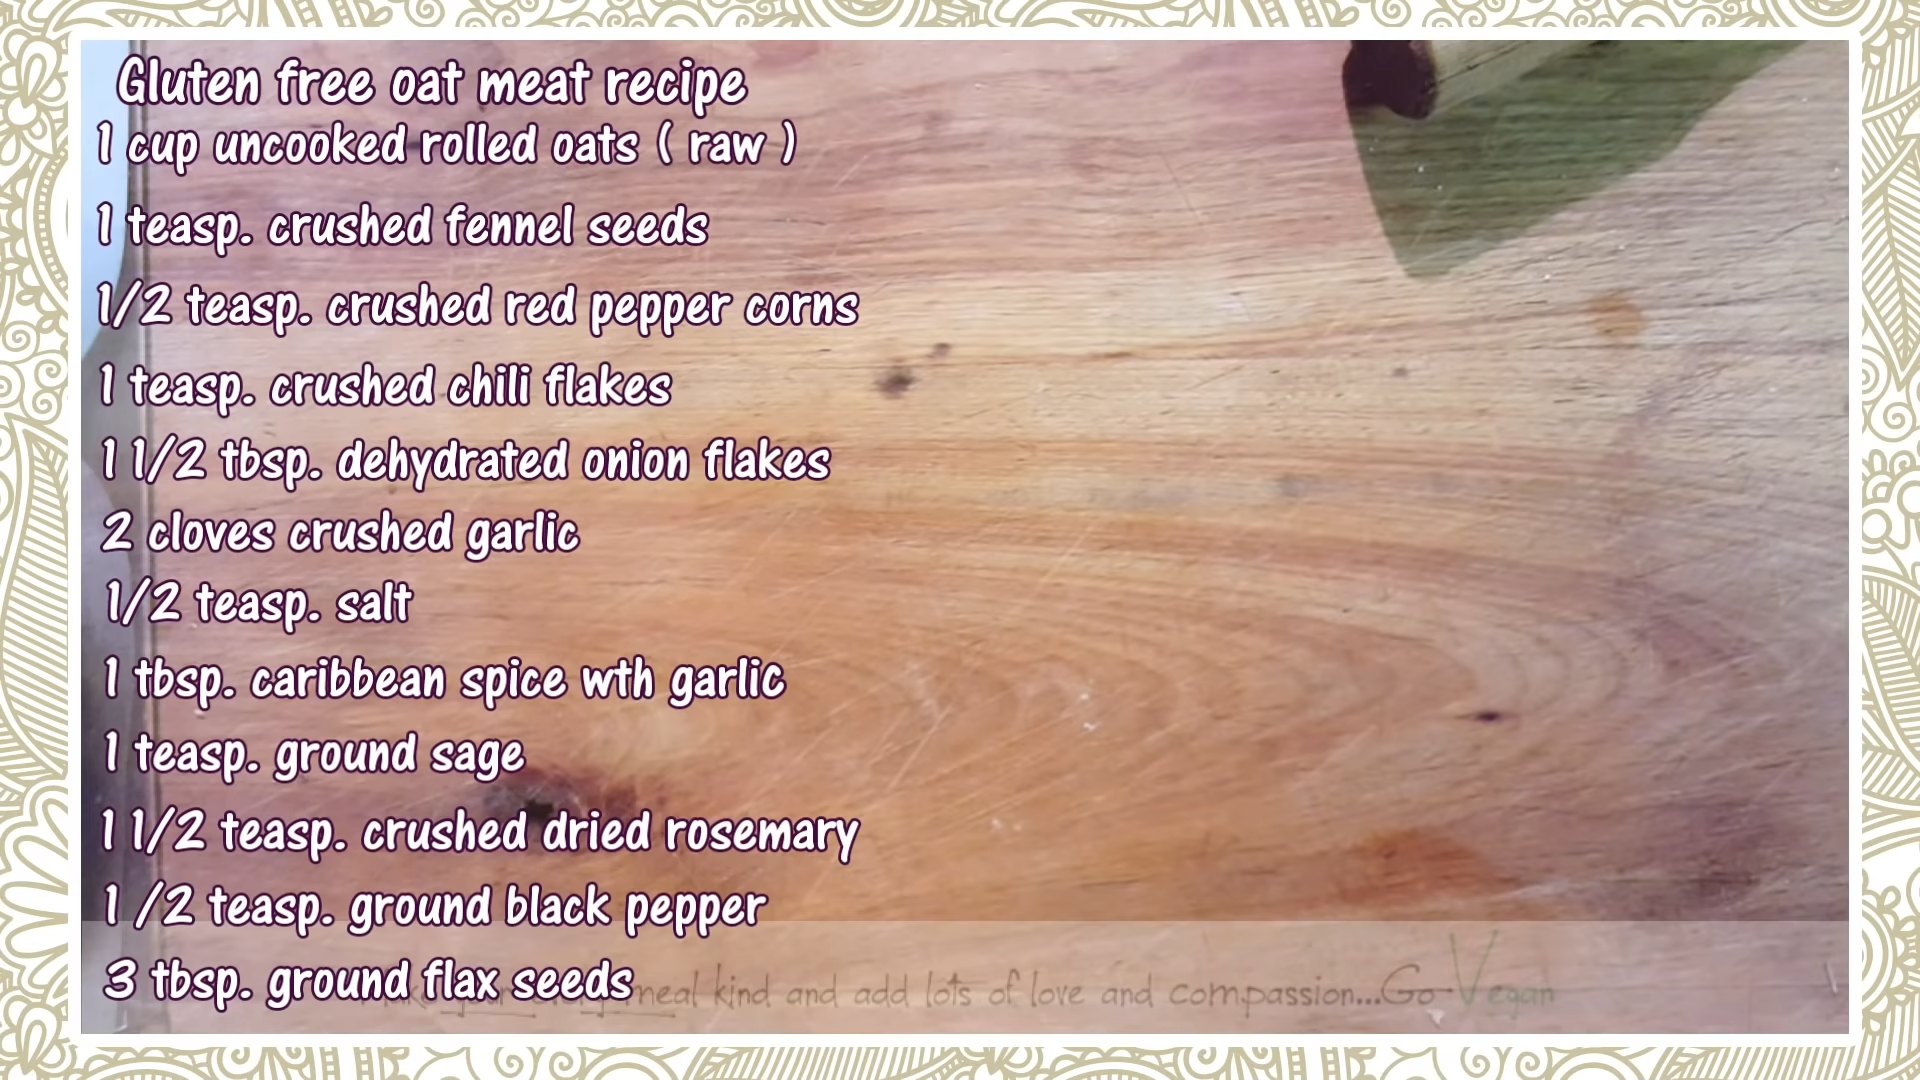 Gluten free oat meat recipe
1 cup uncooked rolled oats ( raw )
1 teasp. crushed fennel seeds
1/2 teasp. crushed red pepper corns
1 teasp. crushed chili flakes
1 1/2 tbsp. dehydrated onion flakes
2 cloves crushed garlic
1/2 teasp. salt
1 tbsp. caribbean spice wth garlic
1 teasp. ground sage
1 1/2 teasp. crushed dried rosemary
1 /2 teasp. ground black pepper
3 tbsp. ground flax seeds
meal kind and add lots of love and compassion...Go Vegan